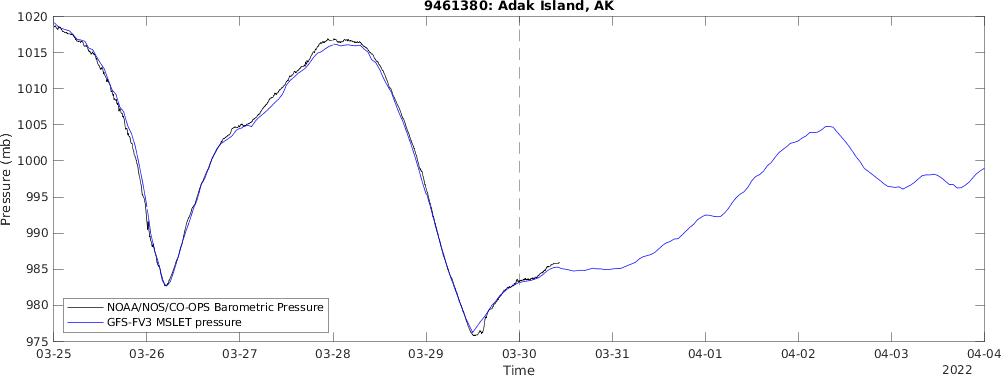 9461380: Adak Island, AK
Pressure (mb)
1020
1015
1010
1005
1000
995
990
985
980
975
NOAA/NOS/CO-OPS Barometric Pressure
GFS-FV3 MSLET pressure
03-25 03-26 03-27 03-28 03-29 03-30 03-31 04-01 04-02 04-03 04-04
Time
2022